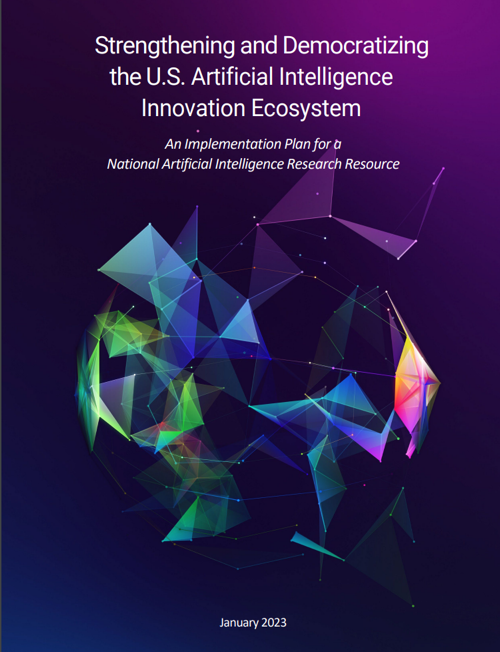 Strengthening and Democratizing
the U.S. Artificial Intelligence
Innovation Ecosystem
An Implementation Plan for a
National Artificial Intelligence Research Resource
January 2023